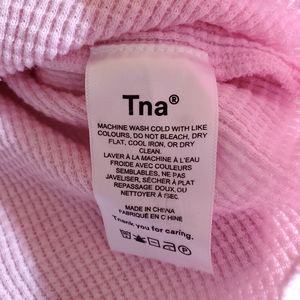 Tna®
MACHINE WASH COLD WITH LIKE
COLOURS, DO NOT BLEACH, DRY
FLAT, COOL IRON, OR DRY
CLEAN.
LAVER À LA MACHINE À L'EAU
FROIDE AVEC DES COULEURS
SEMBLABLES, NE PAS
JAVELISER, SÉCHER À PLAT
REPASSAGE DOUX, OU
NETTOYER À SEC.
MADE IN CHINA
FABRIQUÉ EN CHINE
Thank you for caring.